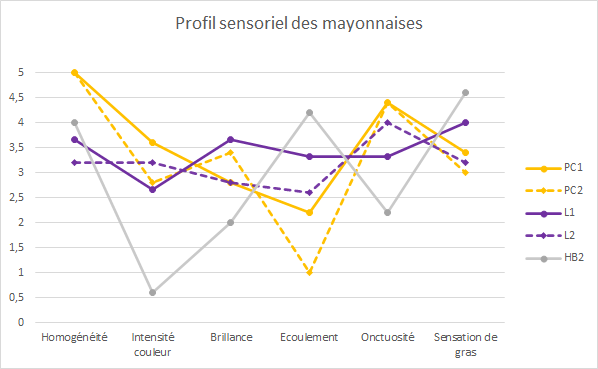 Profil sensoriel des mayonnaises
5
4,5
4
3,5
3
2,5
2
1,5
1
0,5
0
Homogénéité
Intensité
couleur
Brillance
Ecoulement
Onctuosité
Sensation de
gras
PC1
PC2
L1
L2
HB2